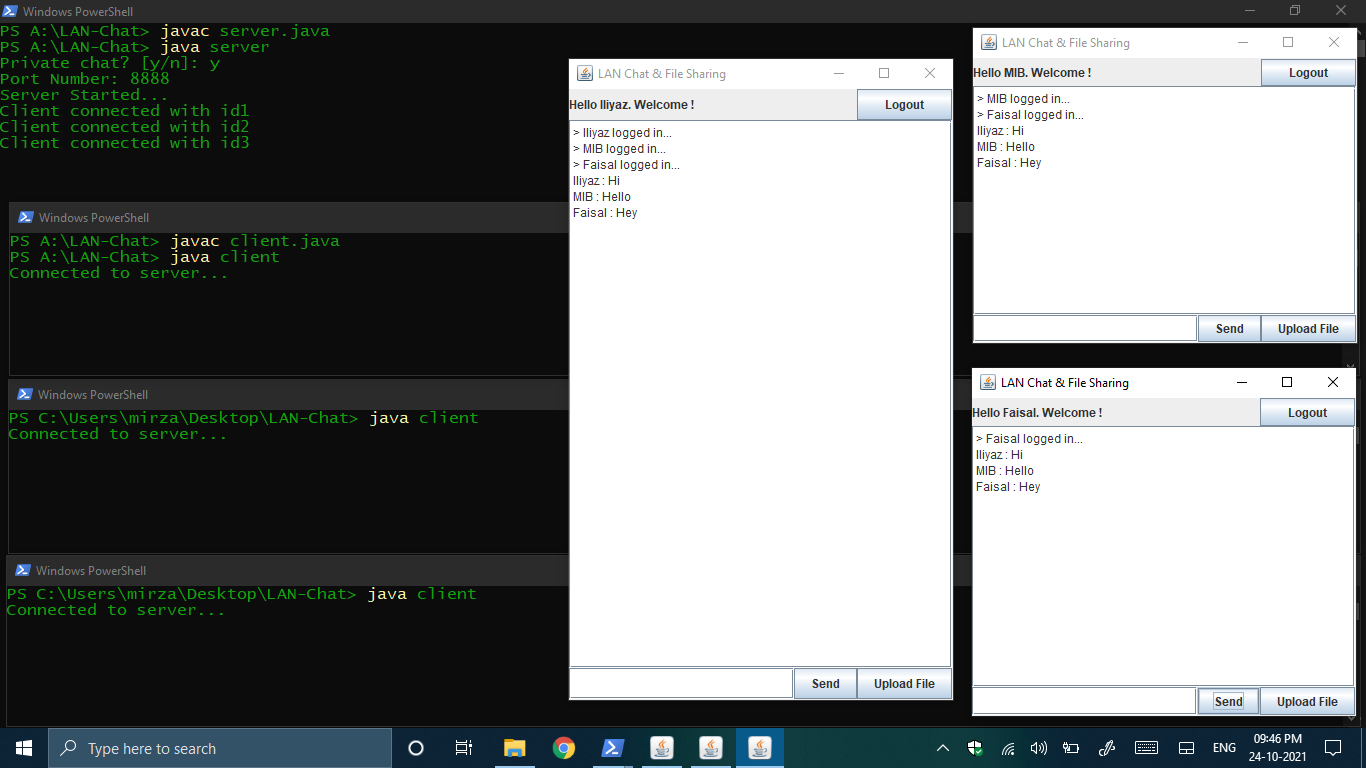 Windows PowerShell
PS A:\LAN-Chat> javac server.java
PS A:\LAN-Chat> java server
Private chat? [y/n]: y
Port Number: 8888
Server Started...
Client connected with id1
Client connected with id2
Client connected with id3
Windows PowerShell
PS A:\LAN-Chat> javac client.java
PS A:\LAN-Chat> java client
Connected to server...
Windows PowerShell
PS C:\Users\mirza\Desktop\LAN-Chat> java client
Connected to server...
Windows PowerShell
PS C:\Users\mirza\Desktop\LAN-Chat> java client
Connected to server...
LAN Chat & File Sharing
Hello Iliyaz. Welcome ! Logout
> Iliyaz logged in...
> MIB logged in...
> Faisal logged in...
Iliyaz : Hi
MIB : Hello
Faisal : Hey
Send Upload File
LAN Chat & File Sharing
Hello MIB. Welcome ! Logout
> MIB logged in...
> Faisal logged in...
Iliyaz : Hi
MIB : Hello
Faisal : Hey
Send Upload File
LAN Chat & File Sharing
Hello Faisal. Welcome ! Logout
> Faisal logged in...
Iliyaz : Hi
MIB : Hello
Faisal : Hey
Send Upload File
Type here to search
ENG
09:46 PM
24-10-2021